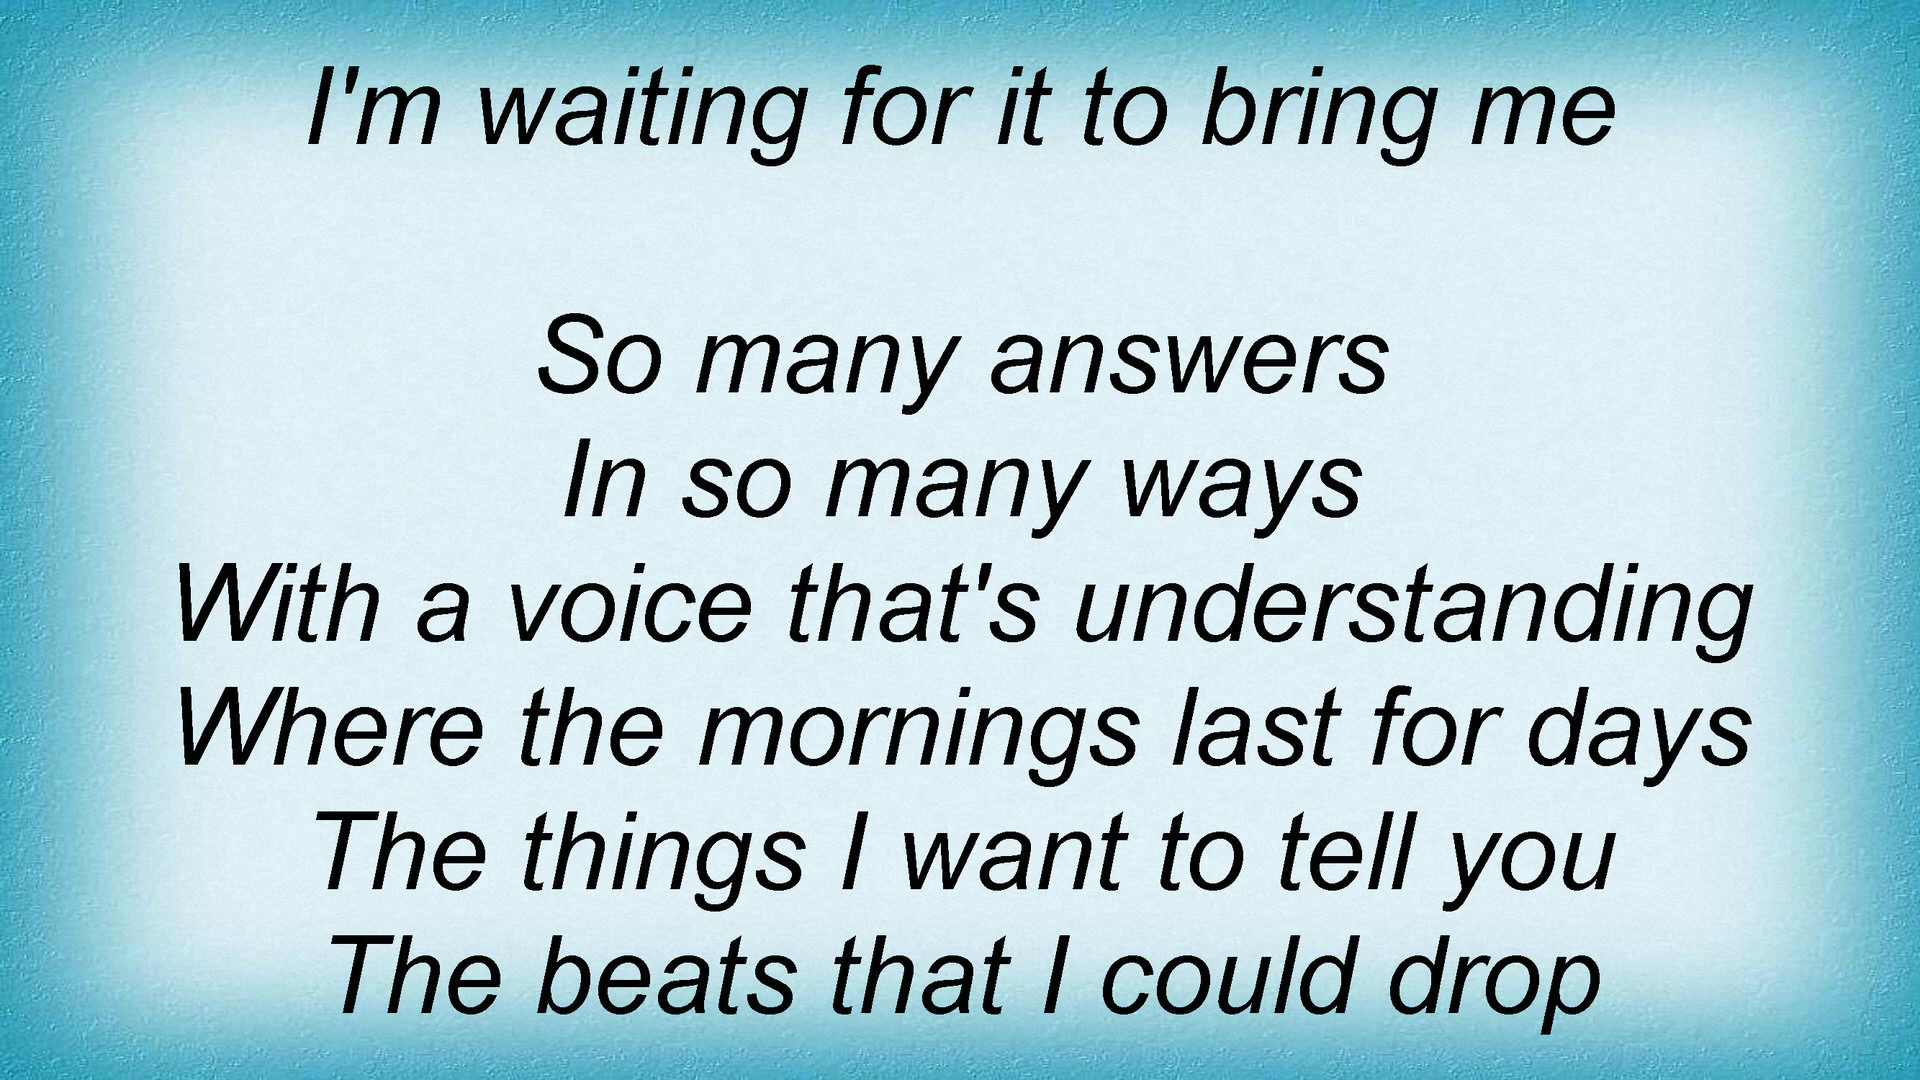 I'm waiting for it to bring me
So many answers
In so many ways
With a voice that's understanding
Where the mornings last for days
The things I want to tell you
The beats that I could drop